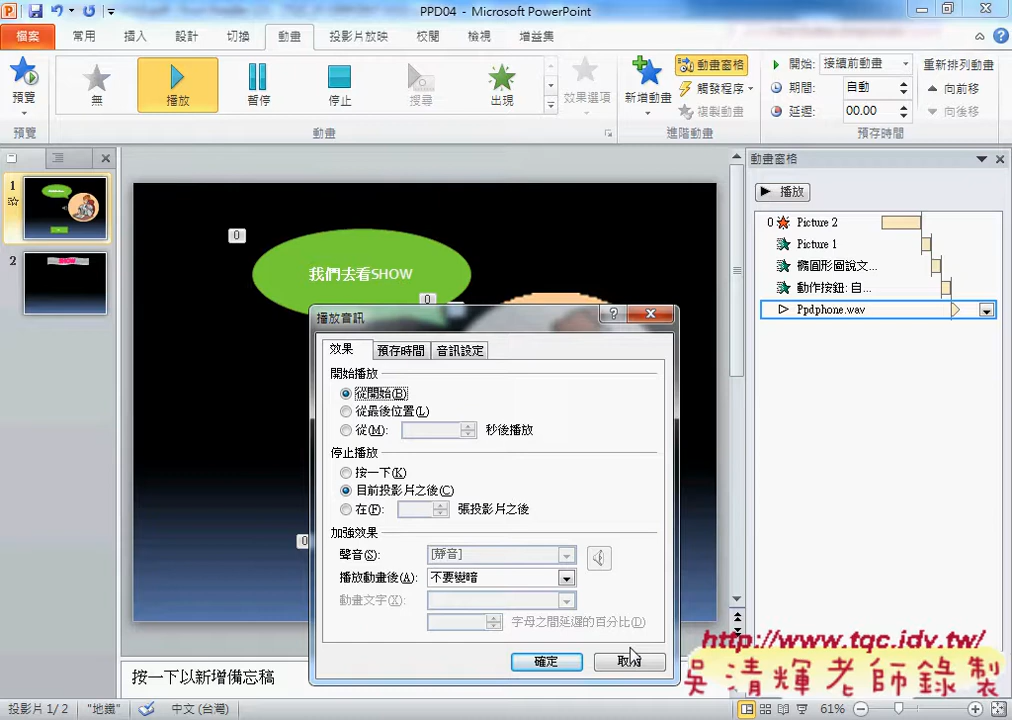 PPD04 - Microsoft PowerPoint
檔案 常用 插入 設計 切換 動畫 投影片放映 校閱 檢視 增益集
預覽 無 播放 暫停 停止 搜尋 出現 效果選項 新增動畫 動畫窗格 觸發程序 複製動畫
開始: 接續前動畫 重新排列動畫
期間: 自動 向前移
延遲: 00.00 向後移
預覽 動畫 進階動畫 預存時間
動畫窗格
播放
0 Picture 2
Picture 1
橢圓形圖說文...
動作按鈕: 自...
Ppdphone.wav
1
2
0
我們去看SHOW
0
0
播放音訊
效果 預存時間 音訊設定
開始播放
從開始(B)
從最後位置(L)
從(M): 秒後播放
停止播放
按一下(K)
目前投影片之後(C)
在(F): 張投影片之後
加強效果
聲音(S): [靜音]
播放動畫後(A): 不要變暗
動畫文字(X):
字母之間延遲的百分比(D)
確定 取消
http://www.tqc.idv.tw/
吳清輝老師錄製
按一下以新增備忘稿
投影片 1/ 2 "地鐵" 中文 (台灣) 61%